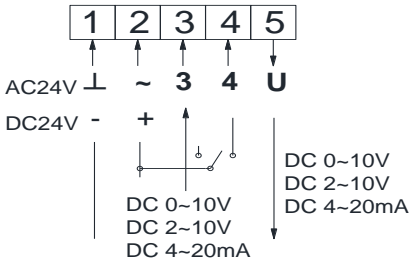 1 2 3 4 5
AC24V ⊥ ~ 3 4 U
DC24V - +
DC 0~10V
DC 2~10V
DC 4~20mA
DC 0~10V
DC 2~10V
DC 4~20mA